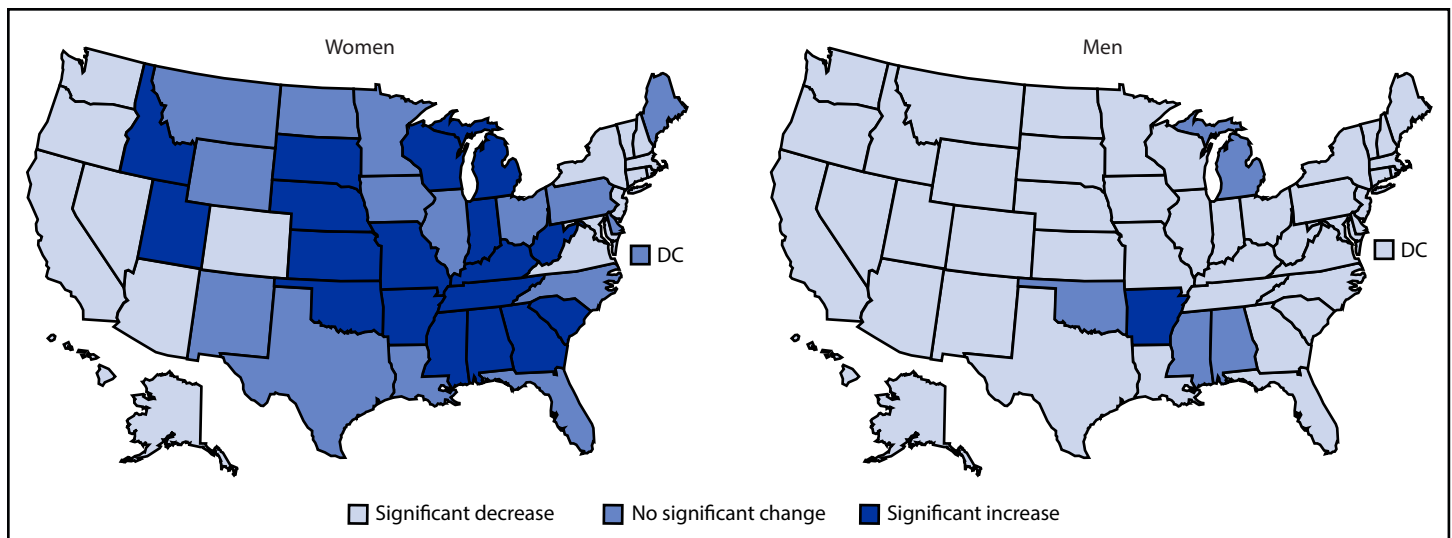 Women
Men
DC
DC
Significant decrease
No significant change
Significant increase